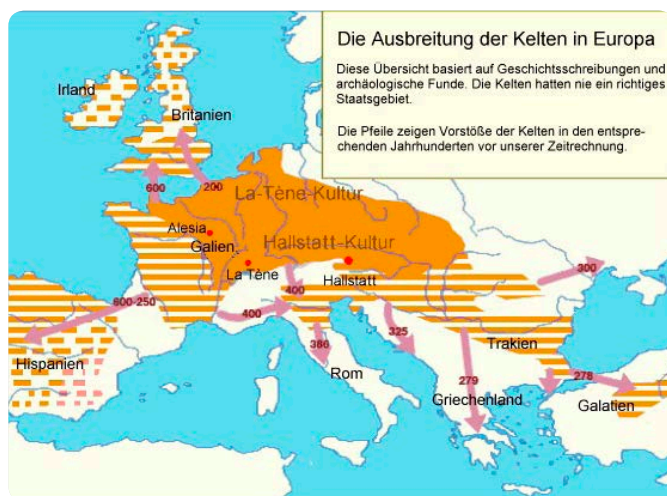 Die Ausbreitung der Kelten in Europa
Diese Übersicht basiert auf Geschichtsschreibungen und
archäologische Funde. Die Kelten hatten nie ein richtiges
Staatsgebiet.
Die Pfeile zeigen Vorstöße der Kelten in den entspre-
chenden Jahrhunderten vor unserer Zeitrechnung.
Irland
Britanien
600
200
La-Tène-Kultur
Alesia
Galien
Hallstatt-Kultur
La Tène
Hallstatt
400
300
600-250
400
386
325
Trakien
Hispanien
Rom
279
278
Griechenland
Galatien